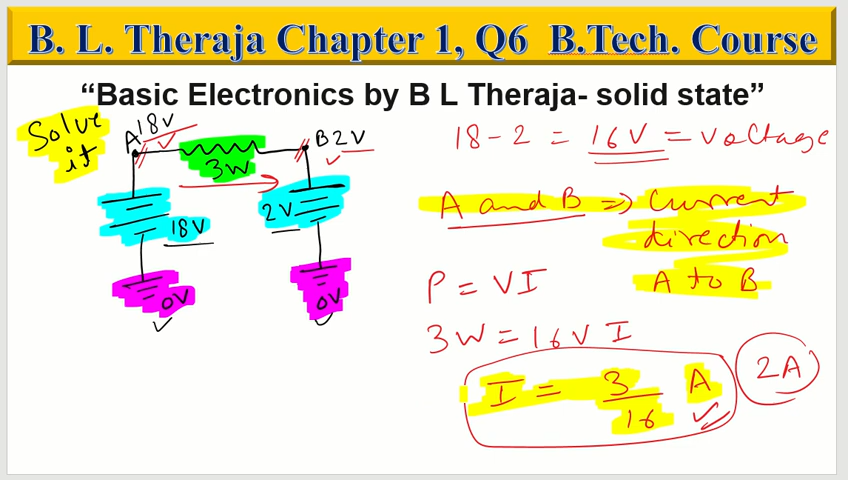 B. L. Theraja Chapter 1, Q6 B.Tech. Course
“Basic Electronics by B L Theraja- solid state”
Solve it
A 18V
B 2V
3W
18V
2V
0V
0V
18 - 2 = 16V = voltage
A and B ⇒ Current
direction
A to B
P = VI
3W = 16V I
I = 3/16 A
2A